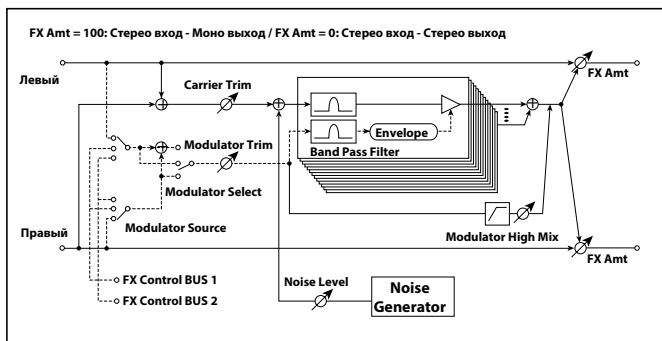 FX Amt = 100: Стерео вход - Моно выход / FX Amt = 0: Стерео вход - Стерео выход
Левый
FX Amt
Carrier Trim
Envelope
Band Pass Filter
Modulator Trim
Modulator Select
Modulator Source
Modulator High Mix
Правый
FX Amt
FX Control BUS 1
FX Control BUS 2
Noise Level
Noise
Generator